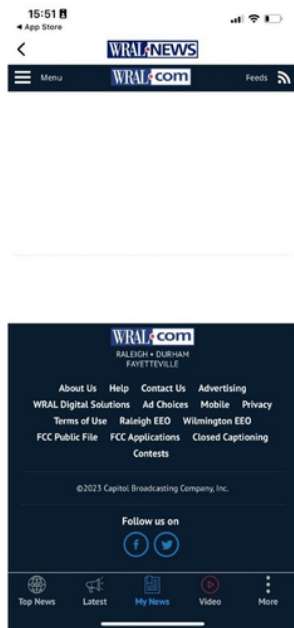 15:51
◀ App Store
WRAL NEWS
Menu WRAL.com Feeds
WRAL.com
RALEIGH • DURHAM
FAYETTEVILLE
About Us Help Contact Us Advertising
WRAL Digital Solutions Ad Choices Mobile Privacy
Terms of Use Raleigh EEO Wilmington EEO
FCC Public File FCC Applications Closed Captioning
Contests
©2023 Capitol Broadcasting Company, Inc.
Follow us on
Top News Latest My News Video More